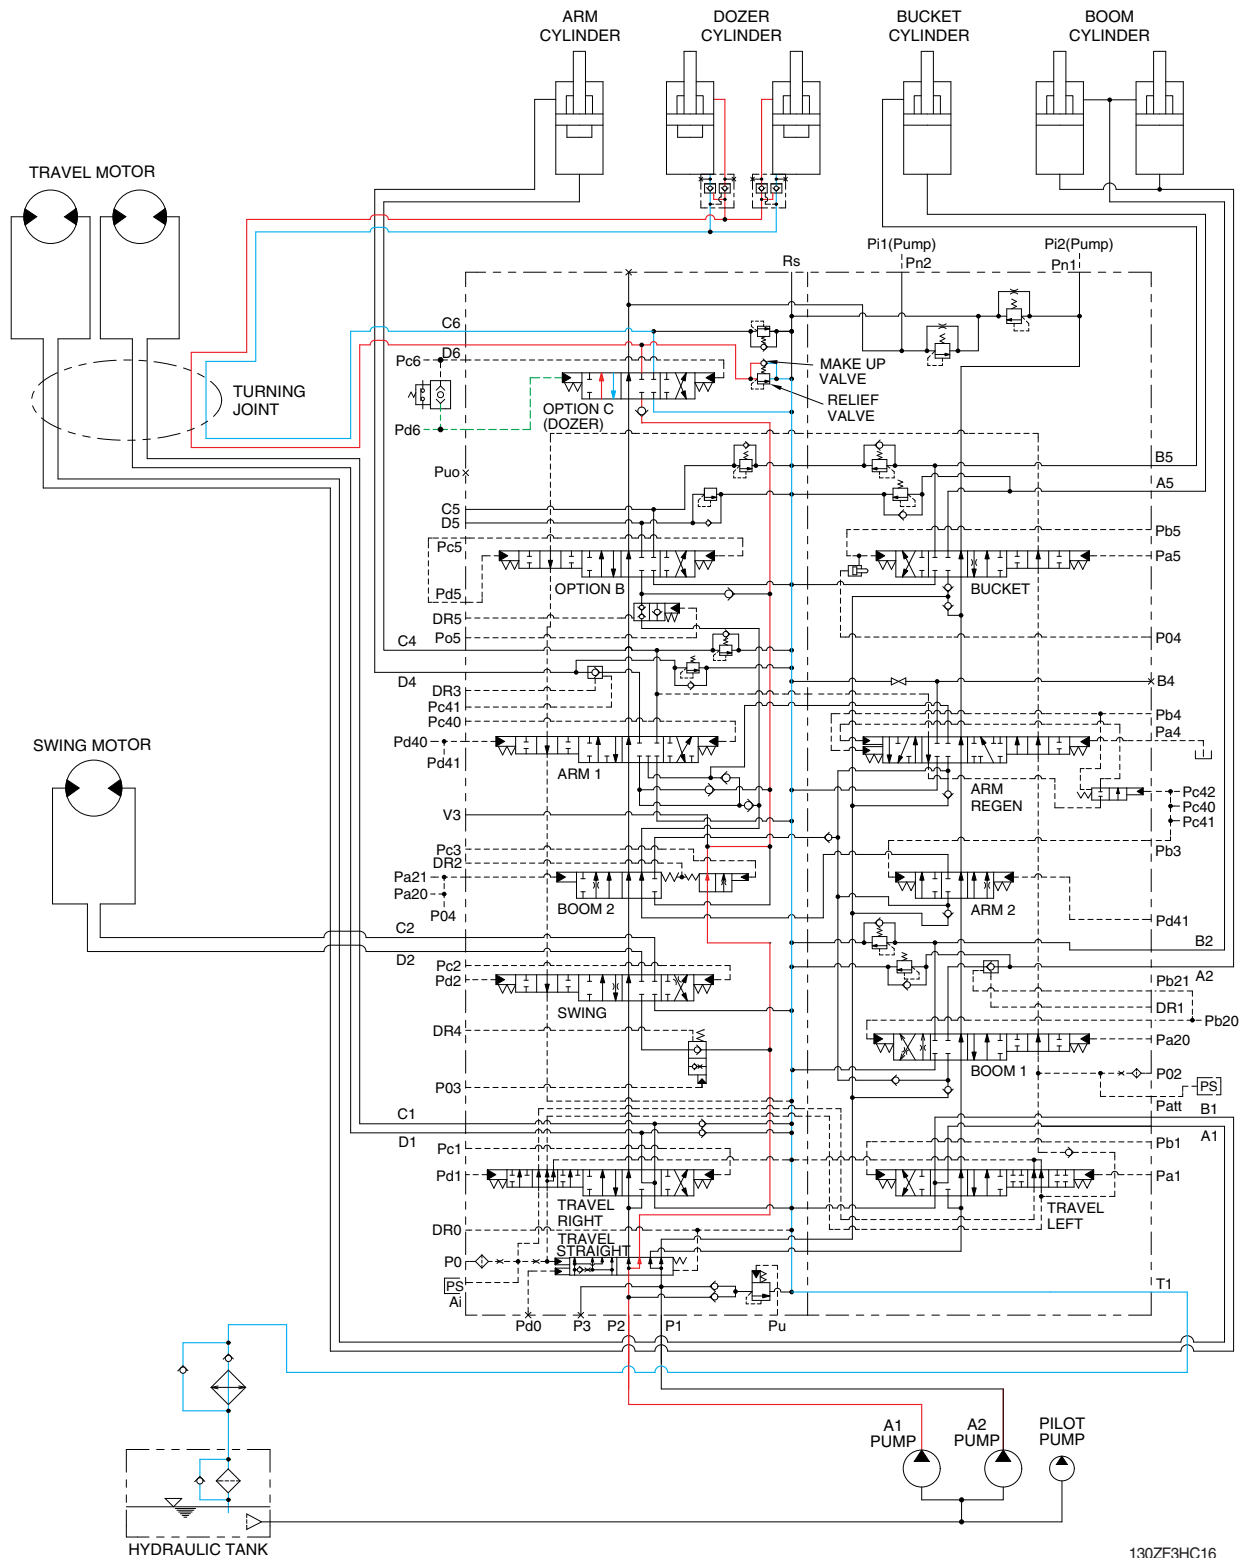 ARM
CYLINDER
DOZER
CYLINDER
BUCKET
CYLINDER
BOOM
CYLINDER
TRAVEL MOTOR
TURNING
JOINT
Pi1(Pump)
Pn2
Pi2(Pump)
Pn1
Rs
C6
D6
Pc6
Pd6
MAKE UP
VALVE
RELIEF
VALVE
OPTION C
(DOZER)
Puo
C5
D5
B5
A5
Pc5
Pd5
OPTION B
Pb5
Pa5
BUCKET
DR5
Po5
P04
C4
D4
DR3
Pc41
Pc40
B4
Pb4
Pa4
Pd40
Pd41
ARM 1
ARM
REGEN
Pc42
Pc40
Pc41
SWING MOTOR
V3
Pc3
DR2
Pb3
Pa21
Pa20
P04
BOOM 2
ARM 2
Pd41
C2
D2
B2
A2
Pc2
Pd2
SWING
Pb21
DR1
Pb20
DR4
Pa20
BOOM 1
P03
P02
PS
Patt
C1
D1
B1
A1
Pc1
Pd1
Pb1
Pa1
TRAVEL
RIGHT
TRAVEL
LEFT
DR0
TRAVEL
STRAIGHT
P0
PS
Ai
T1
Pd0
P3
P2
P1
Pu
A1
PUMP
A2
PUMP
PILOT
PUMP
HYDRAULIC TANK
130ZF3HC16